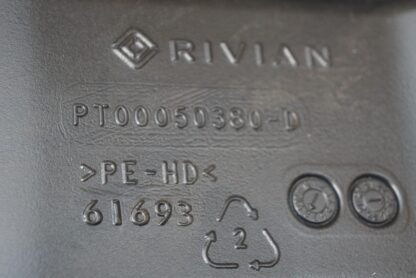 RIVIAN
PT00050380-D
>PE-HD<
61693
2